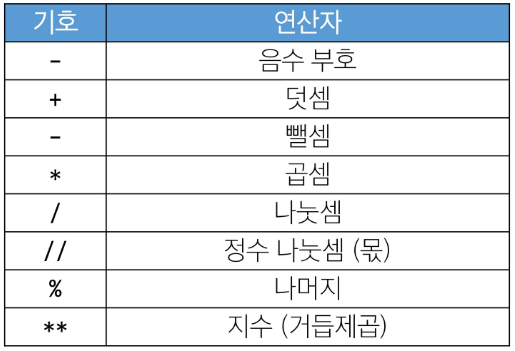 기호 연산자
- 음수 부호
+ 덧셈
- 뺄셈
* 곱셈
/ 나눗셈
// 정수 나눗셈 (몫)
% 나머지
** 지수 (거듭제곱)